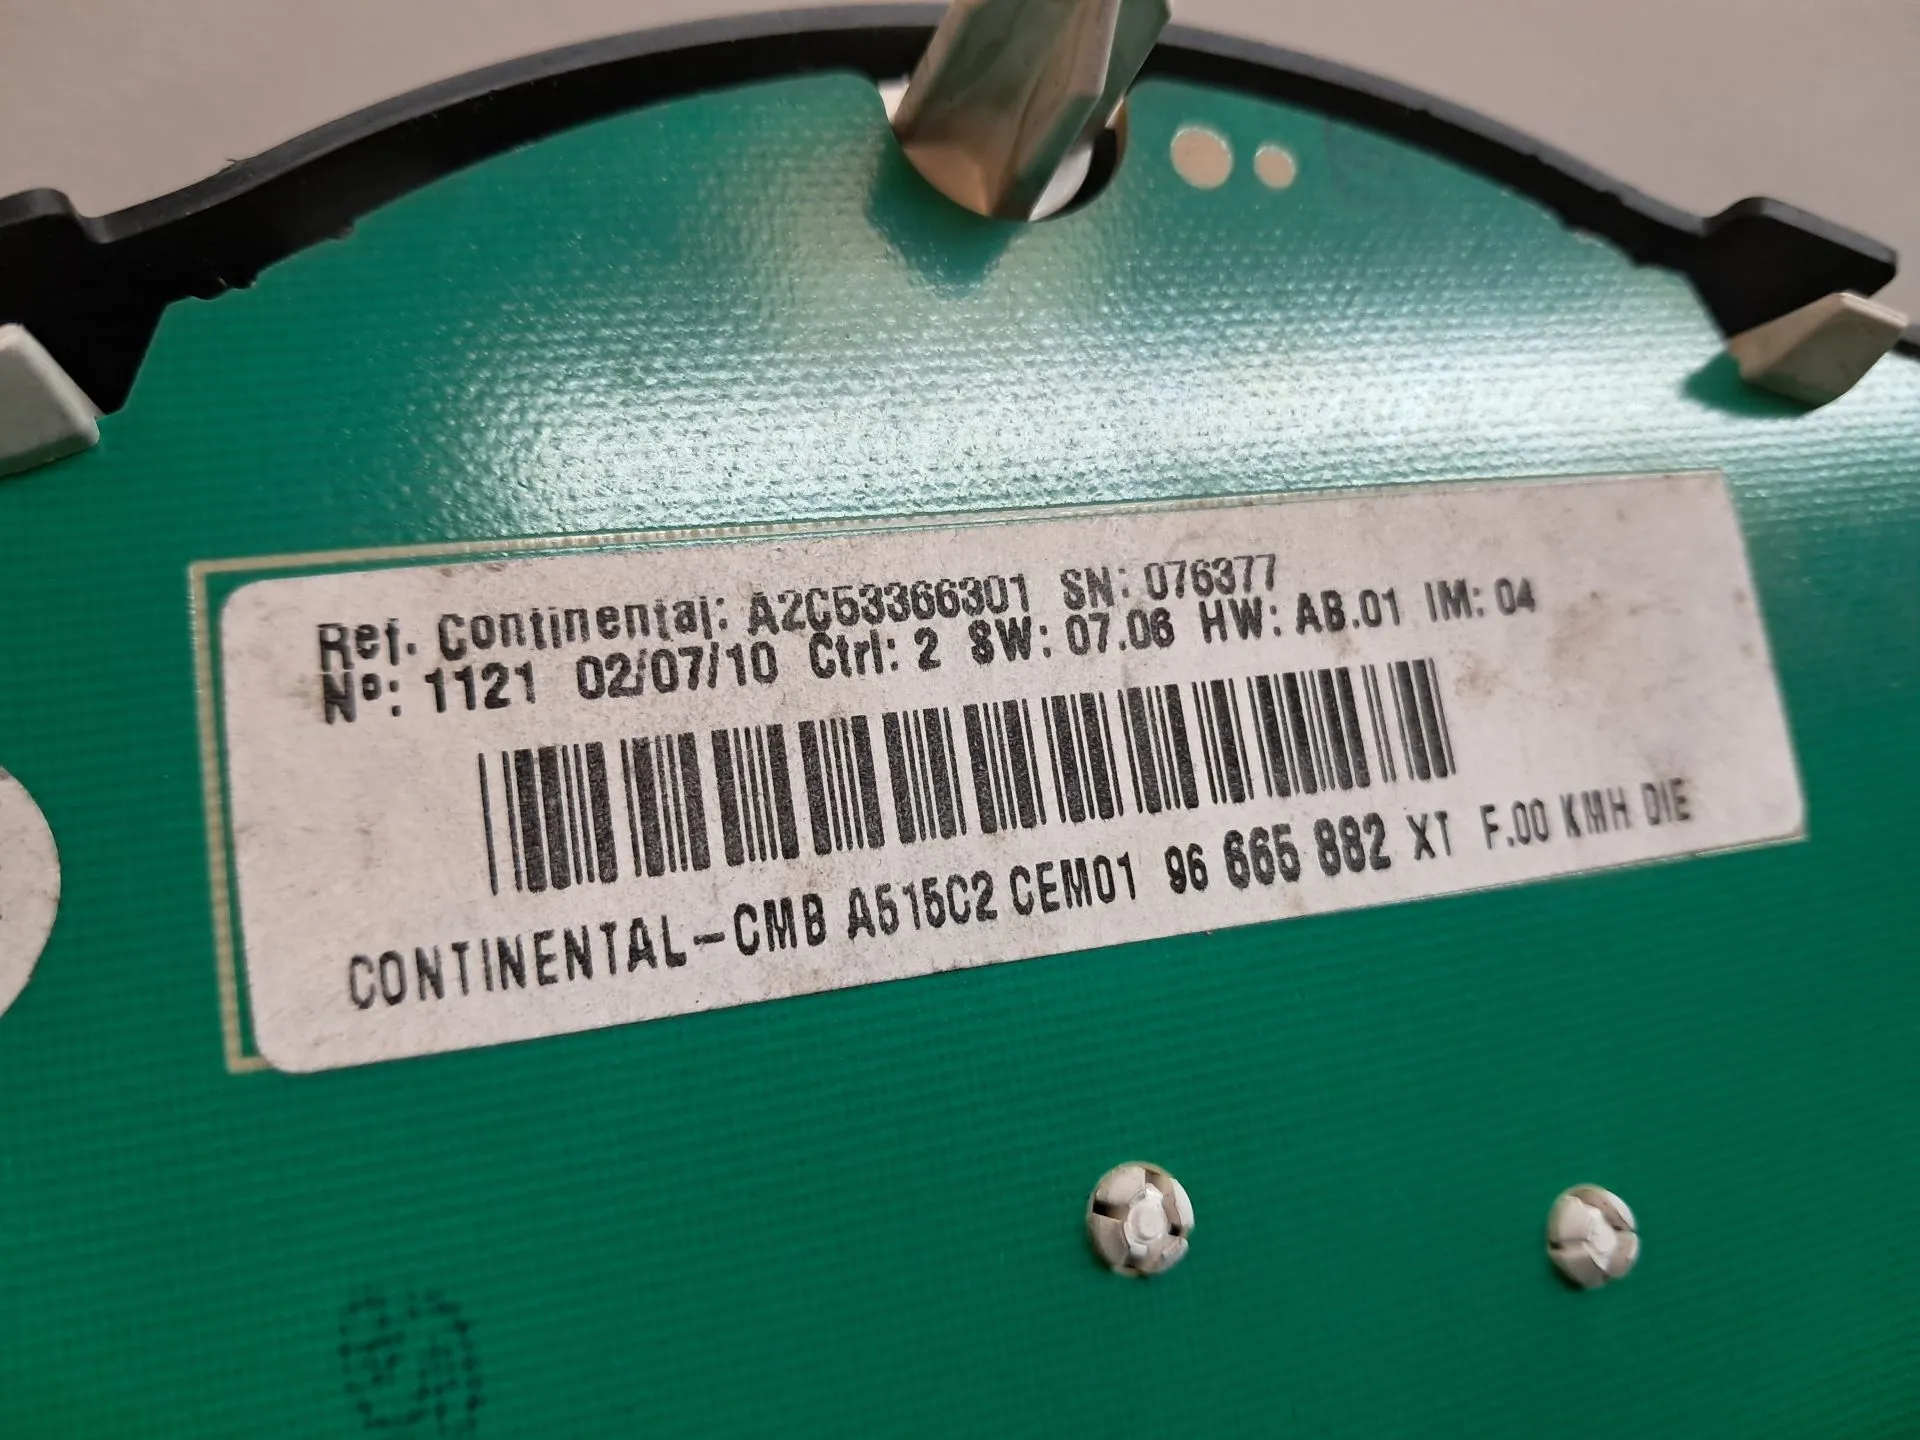 Ref. Continental: A2C53366301 SN: 076377
Nº: 1121 02/07/10 Ctrl: 2 SW: 07.06 HW: AB.01 IM: 04
CONTINENTAL-CMB A515C2 CEM01 96 665 882 XT F.00 KMH DIE